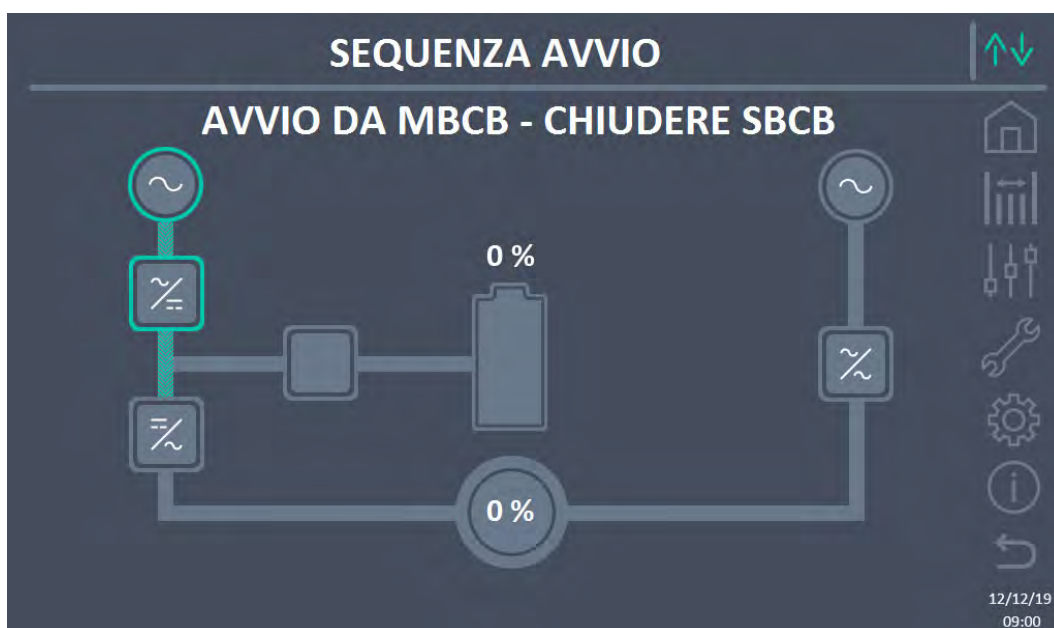 SEQUENZA AVVIO
AVVIO DA MBCB - CHIUDERE SBCB
0 %
0 %
12/12/19
09:00